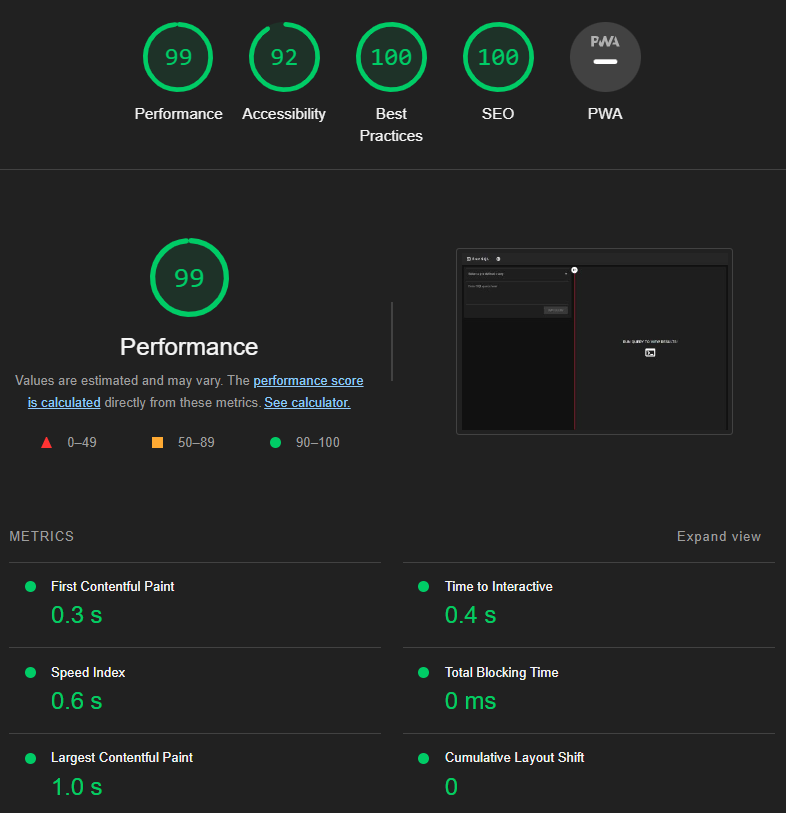 99
92
100
100
PWA
Performance
Accessibility
Best
Practices
SEO
PWA
99
Performance
Values are estimated and may vary. The performance score
is calculated directly from these metrics. See calculator.
0–49
50–89
90–100
RUN QUERY TO VIEW RESULTS!
METRICS
Expand view
First Contentful Paint
0.3 s
Time to Interactive
0.4 s
Speed Index
0.6 s
Total Blocking Time
0 ms
Largest Contentful Paint
1.0 s
Cumulative Layout Shift
0